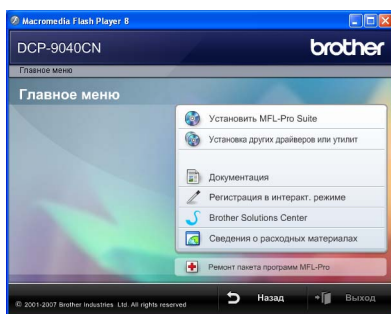 Macromedia Flash Player 8
DCP-9040CN
brother
Главное меню
Главное меню
Установить MFL-Pro Suite
Установка других драйверов или утилит
Документация
Регистрация в интеракт. режиме
Brother Solutions Center
Сведения о расходных материалах
Ремонт пакета программ MFL-Pro
© 2001-2007 Brother Industries Ltd. All rights reserved
Назад
Выход